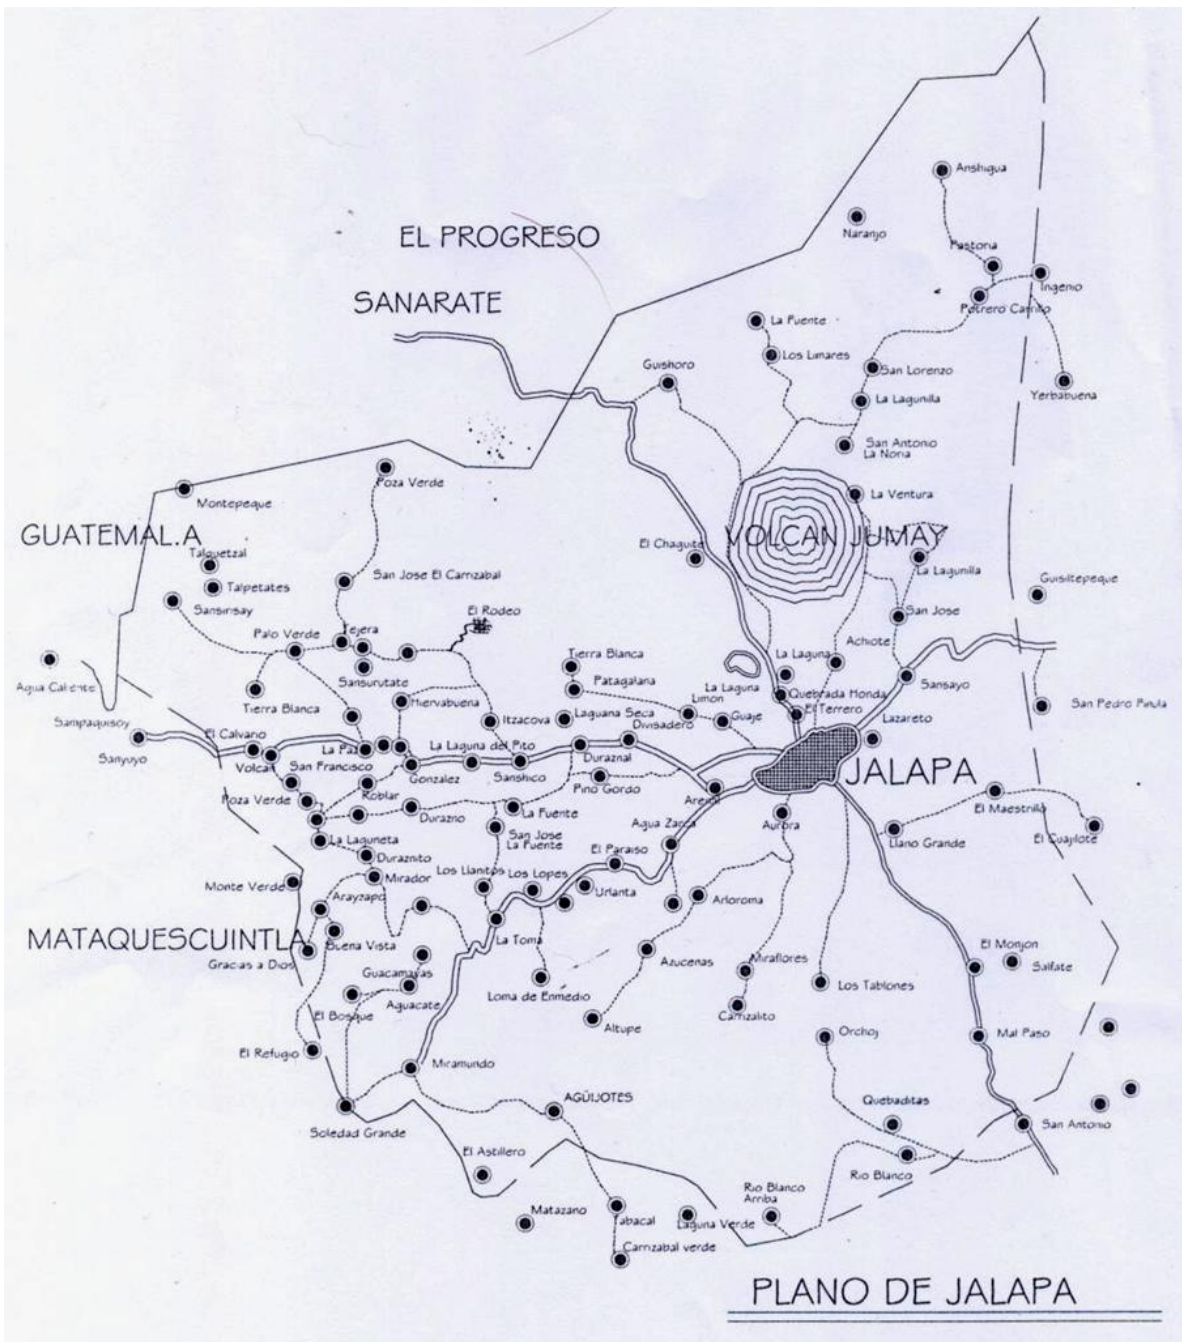 Anshigua
Naranjo
EL PROGRESO
Pastoria
Ingenio
SANARATE
Potrero Carrillo
La Puente
Los Limares
Guishoro
San Lorenzo
Yerbabuena
La Lagunilla
San Antonio
La Noria
Poza Verde
Montepeque
La Ventura
GUATEMAL.A
VOLCAN JUMAY
El Chaguite
Talquetzal
La Lagunilla
San Jose El Carrizabal
Talpetates
Guisiltepeque
Sansirisay
El Rodeo
San Jose
Palo Verde
Tejera
Achiote
Tierra Blanca
La Laguna
Sansurutate
Agua Caliente
Patagalana
La Laguna
Quebrada Honda
Sansayo
Hiervabuena
Limon
San Pedro Pinula
Tierra Blanca
Itzacova
Laguana Seca
Guaje
El Terrero
Lazareto
Sampaquisoy
Divisadero
El Calvario
La Paz
La Laguna del Pito
Duraznal
Sanyuyo
Volcan
San Francisco
Gonzalez
Sanshico
JALAPA
Pino Gordo
Poza Verde
Roblar
Arenal
El Maestrillo
Durazno
La Fuente
Agua Zarca
Aurora
La Laguneta
San Jose
La Fuente
Llano Grande
El Cuajilote
Duraznito
El Paraiso
Mirador
Los Llanitos
Los Lopes
Monte Verde
Urlanta
Arayzapo
Arloroma
MATAQUESCUINTLA
Buena Vista
La Toma
El Monjon
Gracias a Dios
Azucenas
Miraflores
Salfate
Guacamayas
Loma de Enmedio
Los Tablones
El Bosque
Aguacate
Carrizalito
Altupe
Orchoj
Mal Paso
El Refugio
Miramundo
AGÜIJOTES
Quebaditas
Soledad Grande
San Antonio
El Astillero
Rio Blanco
Rio Blanco
Arriba
Matazano
Tabacal
Laguna Verde
Carrizabal verde
PLANO DE JALAPA